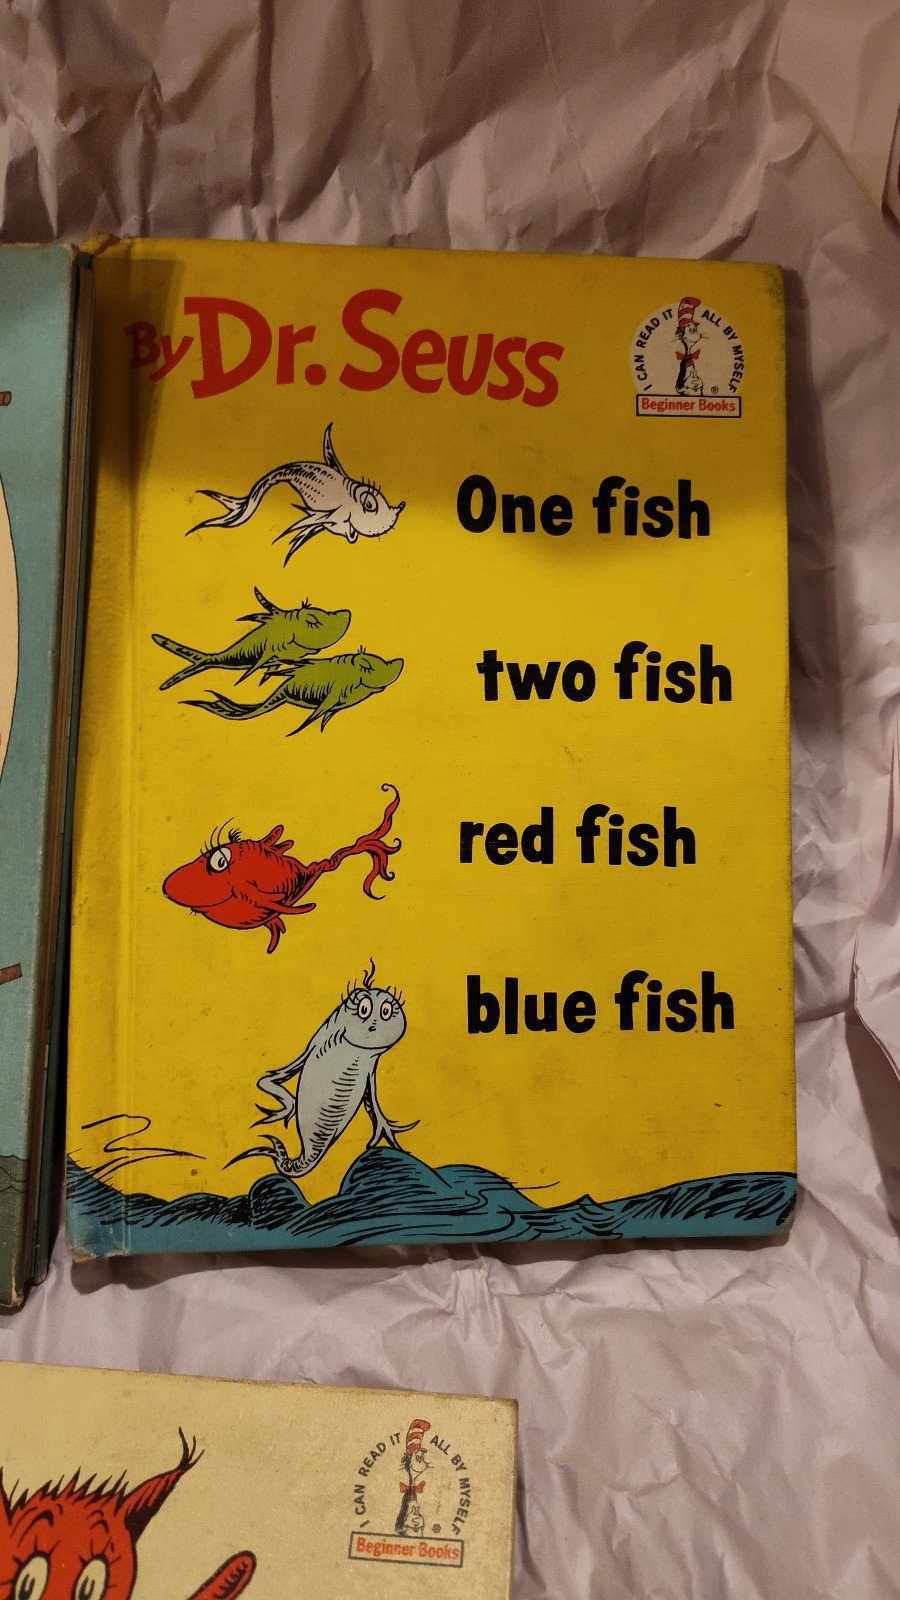 By Dr. Seuss
I CAN READ IT ALL BY MYSELF
®
Beginner Books
One fish
two fish
red fish
blue fish
I CAN READ IT ALL BY MYSELF
®
Beginner Books